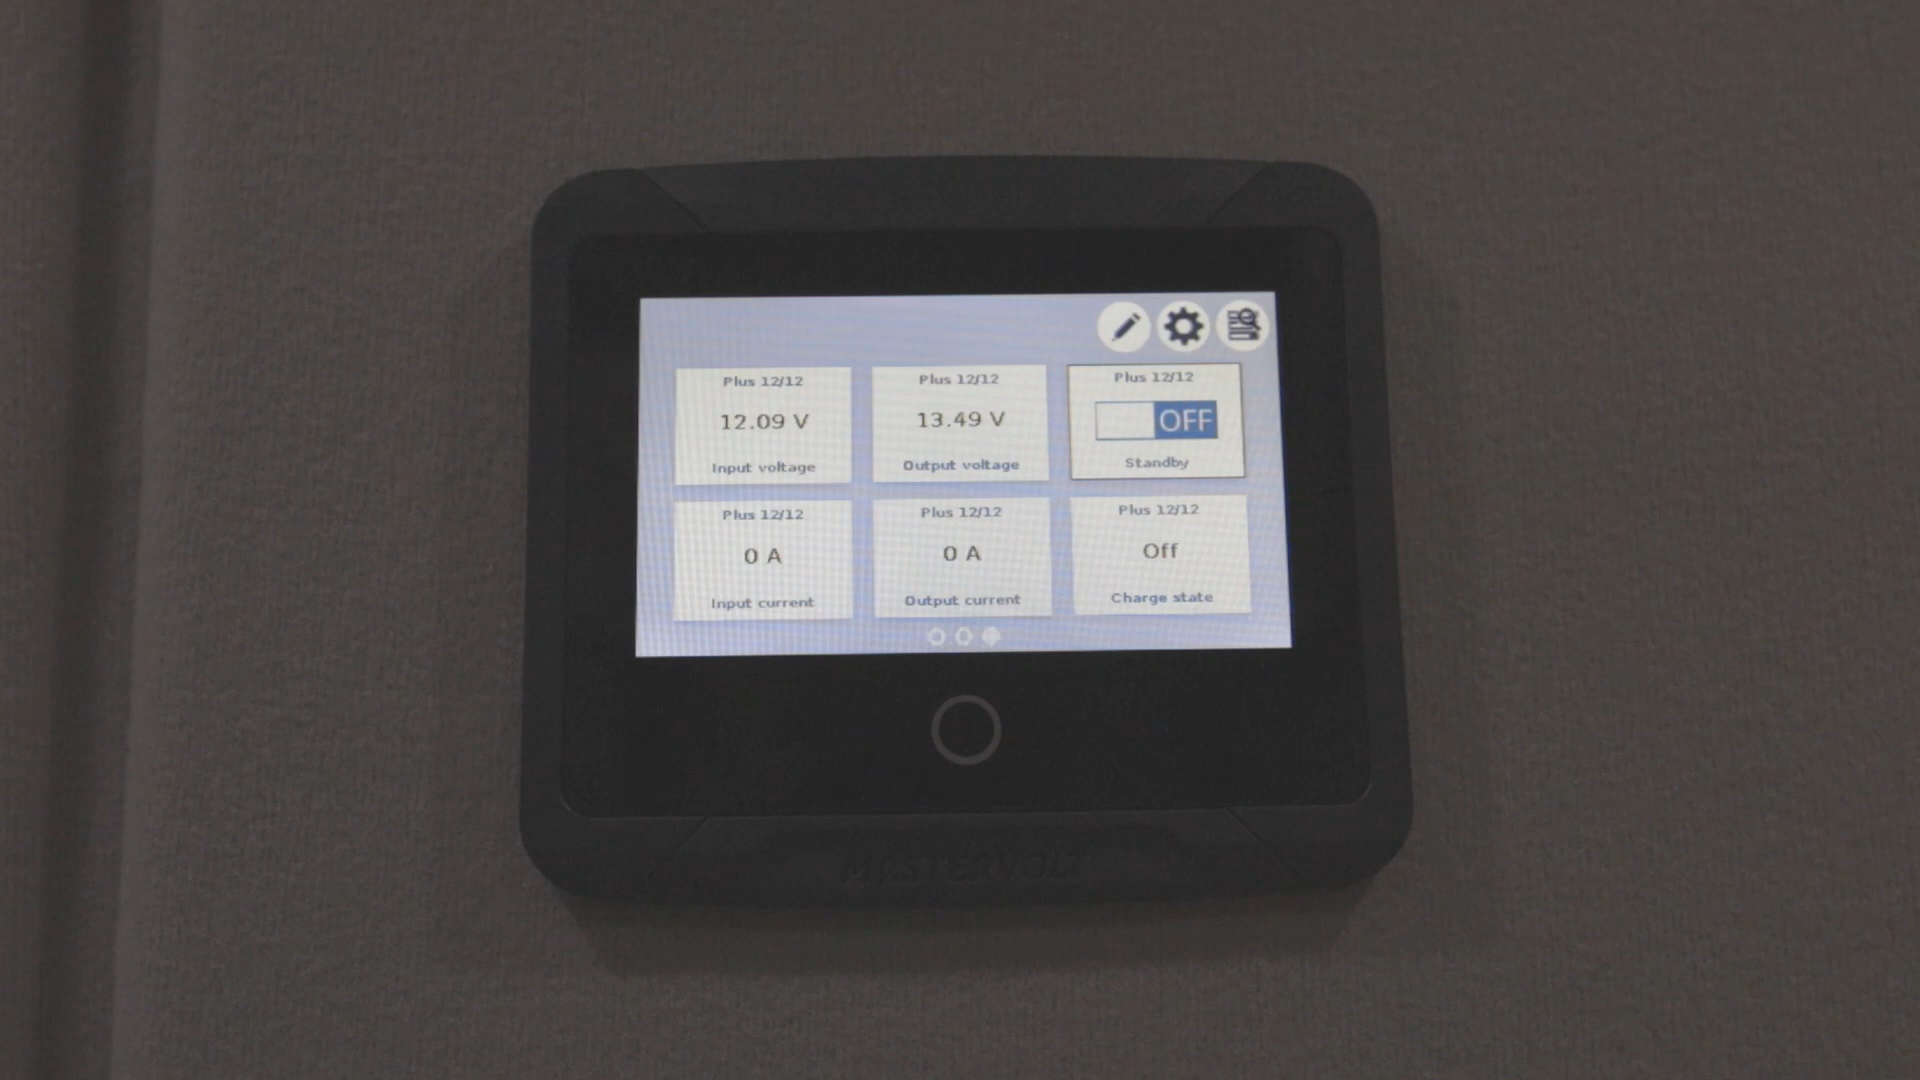 Plus 12/12
12.09 V
Input voltage
Plus 12/12
13.49 V
Output voltage
Plus 12/12
OFF
Standby
Plus 12/12
0 A
Input current
Plus 12/12
0 A
Output current
Plus 12/12
Off
Charge state
MASTERVOLT